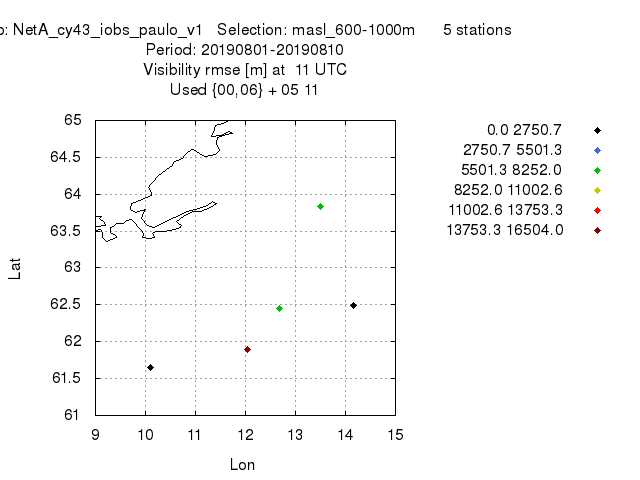 : NetA_cy43_iobs_paulo_v1 Selection: masl_600-1000m 5 stations
Period: 20190801-20190810
Visibility rmse [m] at 11 UTC
Used {00,06} + 05 11
65
64.5
64
63.5
63
62.5
62
61.5
61
9 10 11 12 13 14 15
Lat
Lon
0.0 2750.7
2750.7 5501.3
5501.3 8252.0
8252.0 11002.6
11002.6 13753.3
13753.3 16504.0